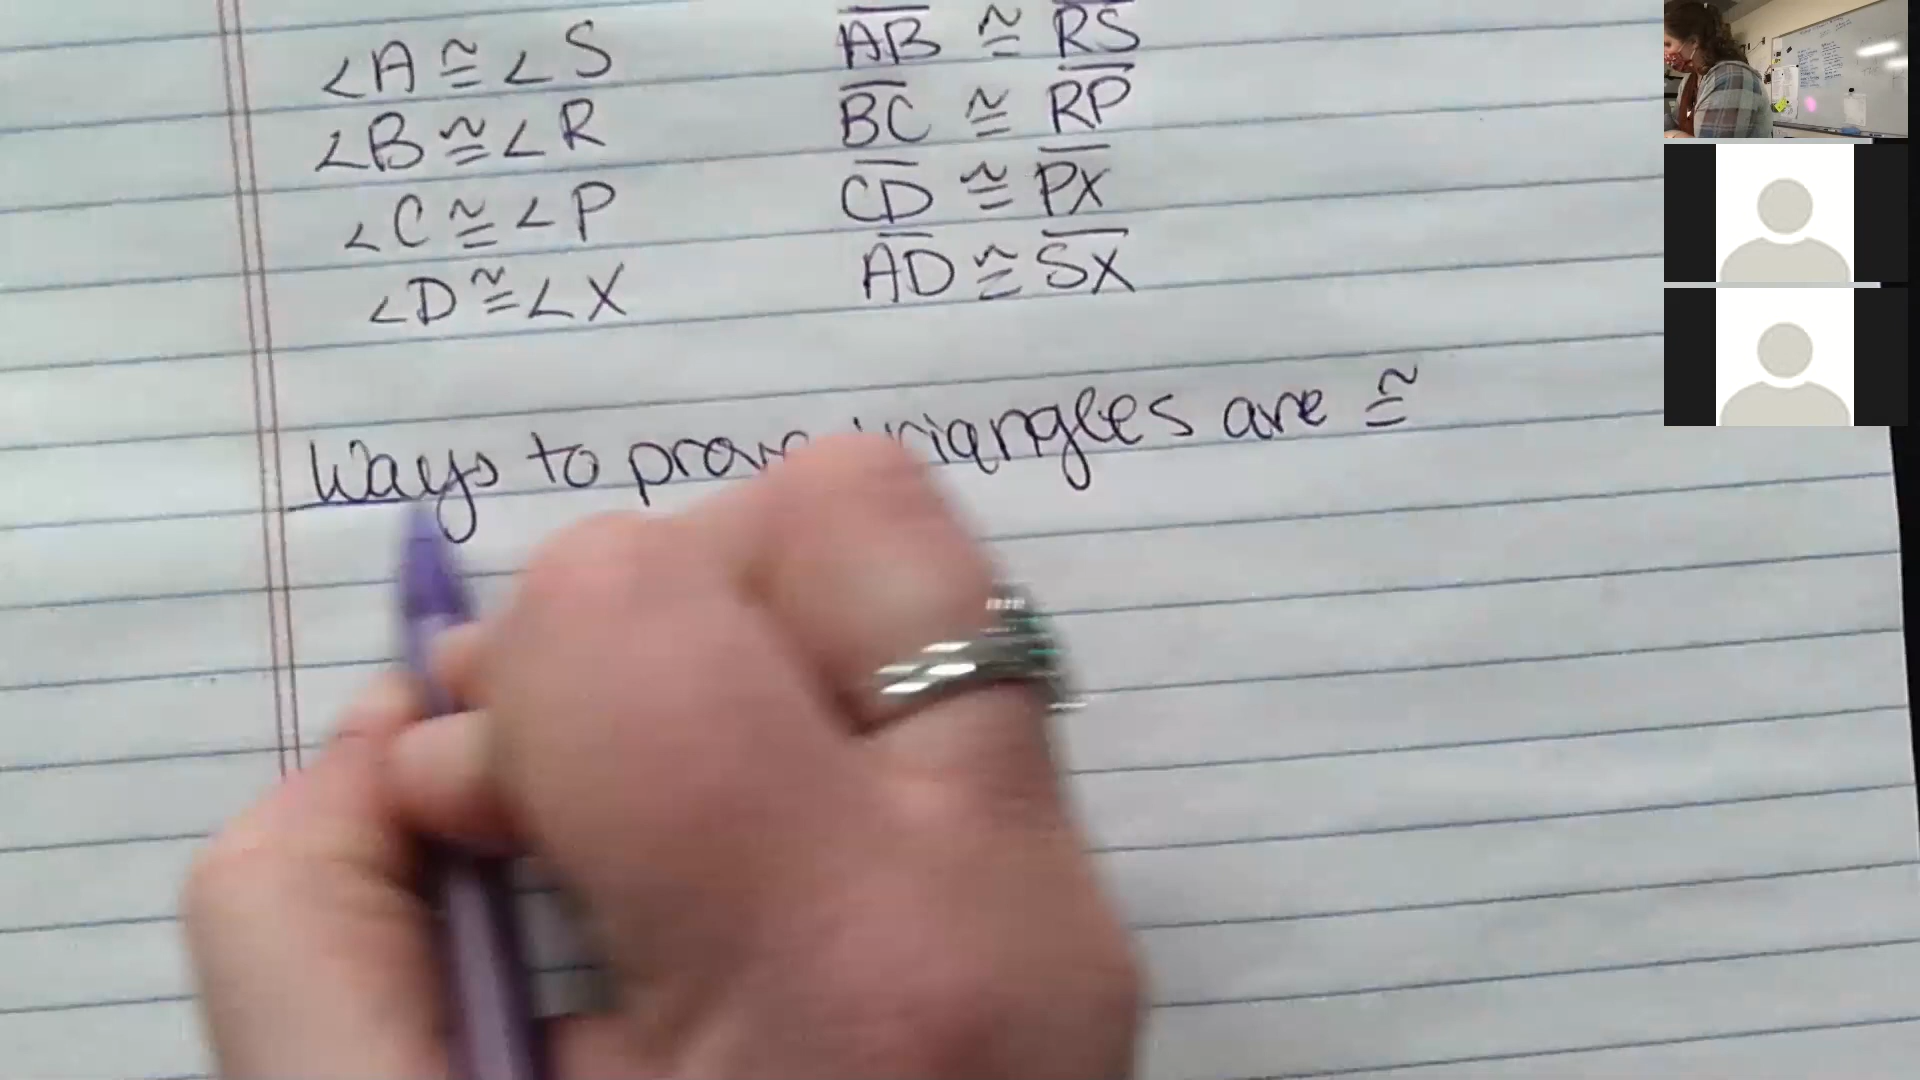 ∠A ≅ ∠S
∠B ≅ ∠R
∠C ≅ ∠P
∠D ≅ ∠X
AB ≅ RS
BC ≅ RP
CD ≅ PX
AD ≅ SX
Ways to prove triangles are ≅